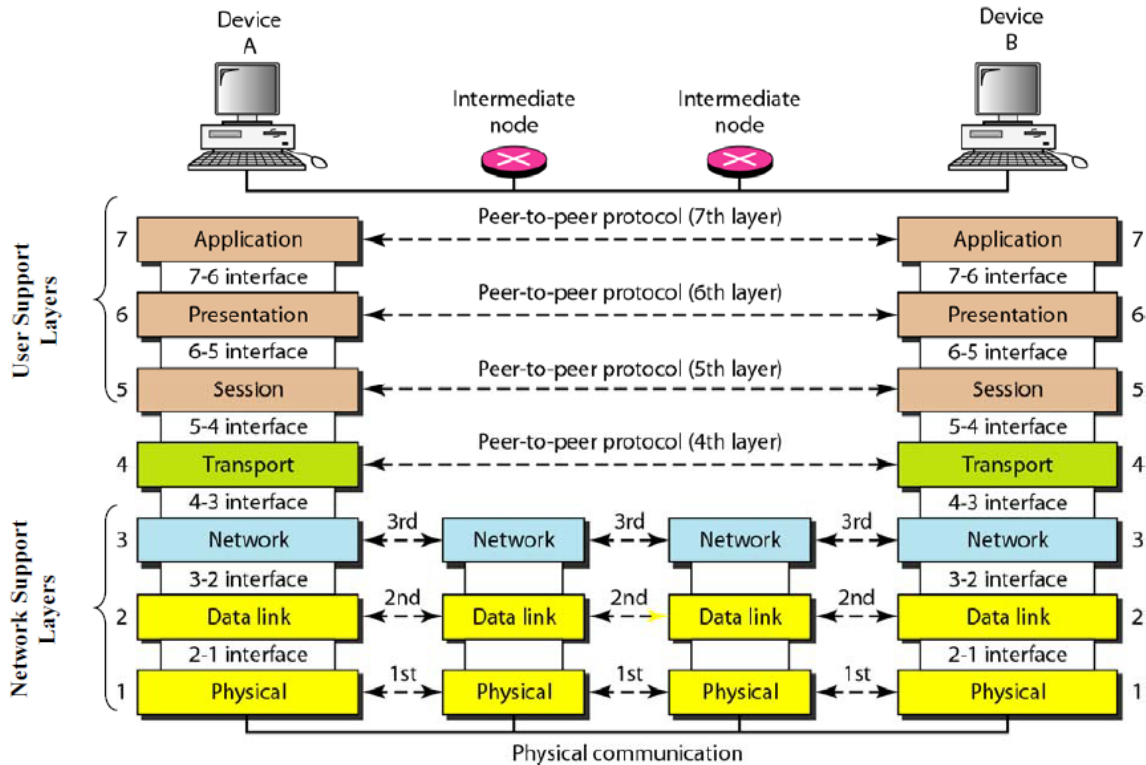 Device
A
Device
B
Intermediate
node
Intermediate
node
User Support
Layers
Network Support
Layers
7
Application
Peer-to-peer protocol (7th layer)
Application
7
7-6 interface
7-6 interface
6
Presentation
Peer-to-peer protocol (6th layer)
Presentation
6
6-5 interface
6-5 interface
5
Session
Peer-to-peer protocol (5th layer)
Session
5
5-4 interface
5-4 interface
4
Transport
Peer-to-peer protocol (4th layer)
Transport
4
4-3 interface
4-3 interface
3
Network
3rd
Network
3rd
Network
3rd
Network
3
3-2 interface
3-2 interface
2
Data link
2nd
Data link
2nd
Data link
2nd
Data link
2
2-1 interface
2-1 interface
1
Physical
1st
Physical
1st
Physical
1st
Physical
1
Physical communication